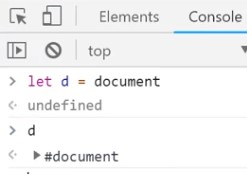 Elements Console
top
> let d = document
<· undefined
> d
<· ▶#document